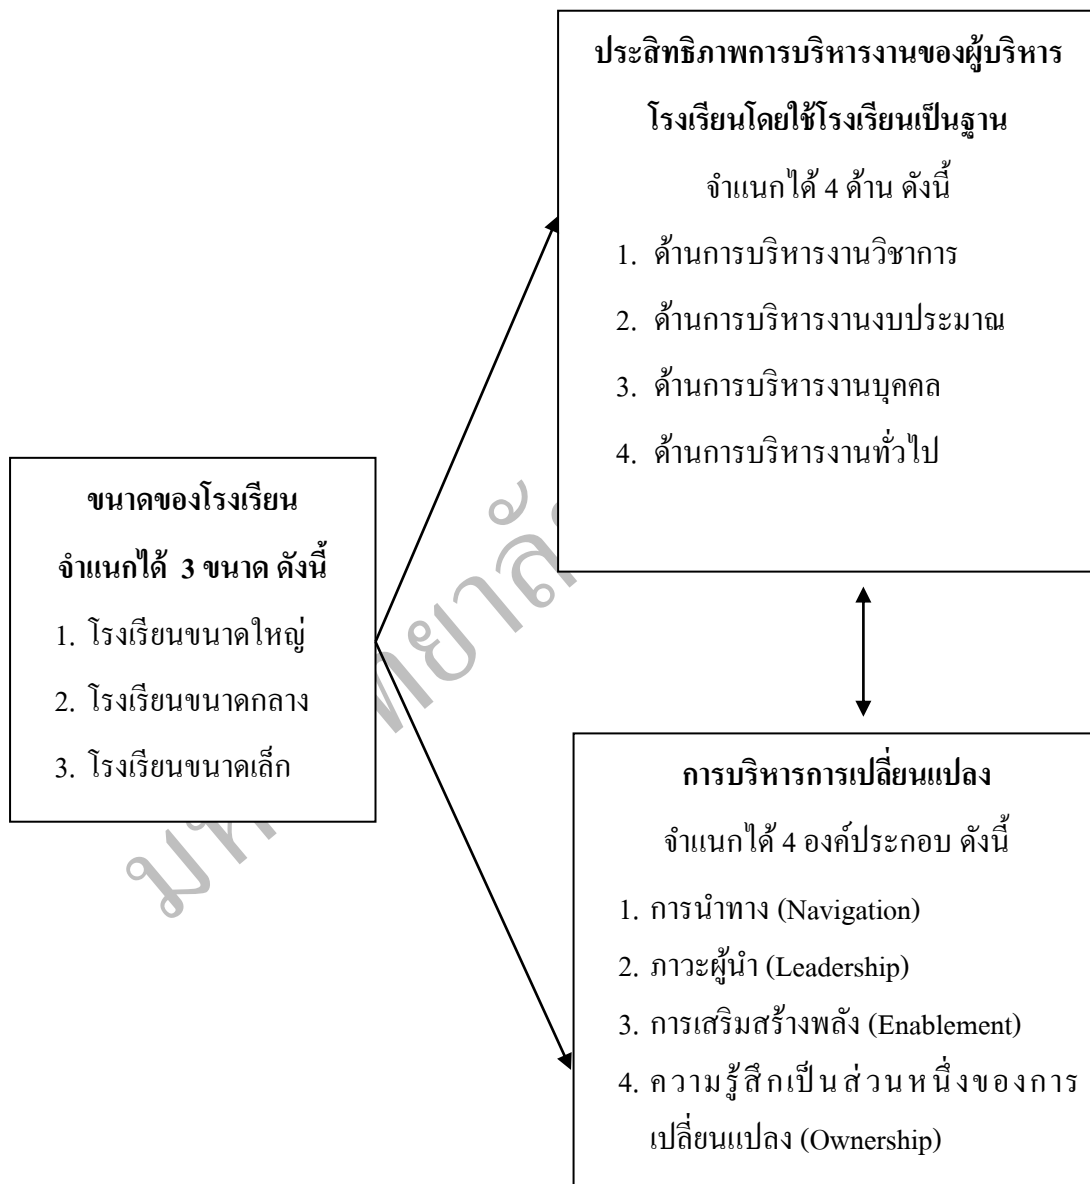 ประสิทธิภาพการบริหารงานของผู้บริหาร
โรงเรียนโดยใช้โรงเรียนเป็นฐาน
จำแนกได้ 4 ด้าน ดังนี้
1. ด้านการบริหารงานวิชาการ
2. ด้านการบริหารงานงบประมาณ
3. ด้านการบริหารงานบุคคล
4. ด้านการบริหารงานทั่วไป
ขนาดของโรงเรียน
จำแนกได้ 3 ขนาด ดังนี้
1. โรงเรียนขนาดใหญ่
2. โรงเรียนขนาดกลาง
3. โรงเรียนขนาดเล็ก
การบริหารการเปลี่ยนแปลง
จำแนกได้ 4 องค์ประกอบ ดังนี้
1. การนำทาง (Navigation)
2. ภาวะผู้นำ (Leadership)
3. การเสริมสร้างพลัง (Enablement)
4. ความรู้สึกเป็นส่วนหนึ่งของการ
เปลี่ยนแปลง (Ownership)